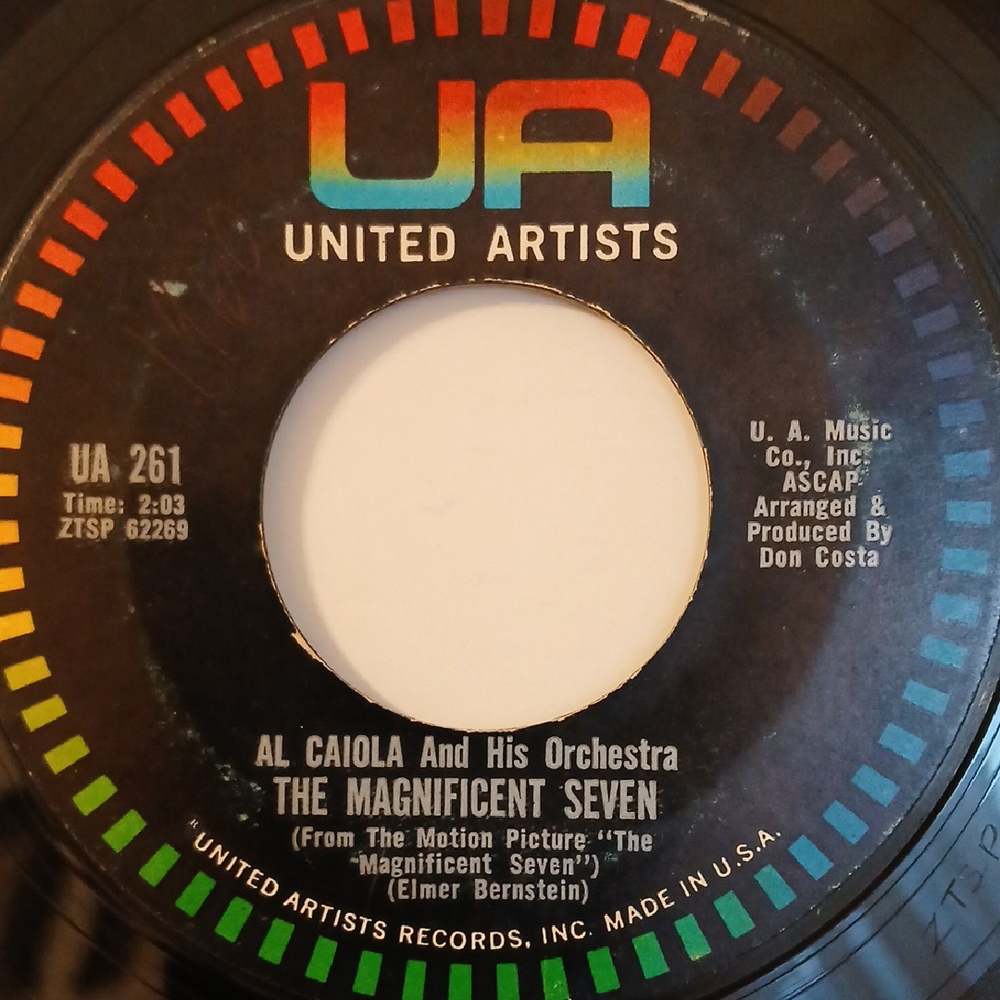 UA
UNITED ARTISTS
UA 261
Time: 2:03
ZTSP 62269
U. A. Music
Co., Inc.
ASCAP
Arranged &
Produced By
Don Costa
AL CAIOLA And His Orchestra
THE MAGNIFICENT SEVEN
(From The Motion Picture “The
Magnificent Seven”)
(Elmer Bernstein)
"UNITED ARTISTS RECORDS, INC. MADE IN U.S.A.
ZTSP